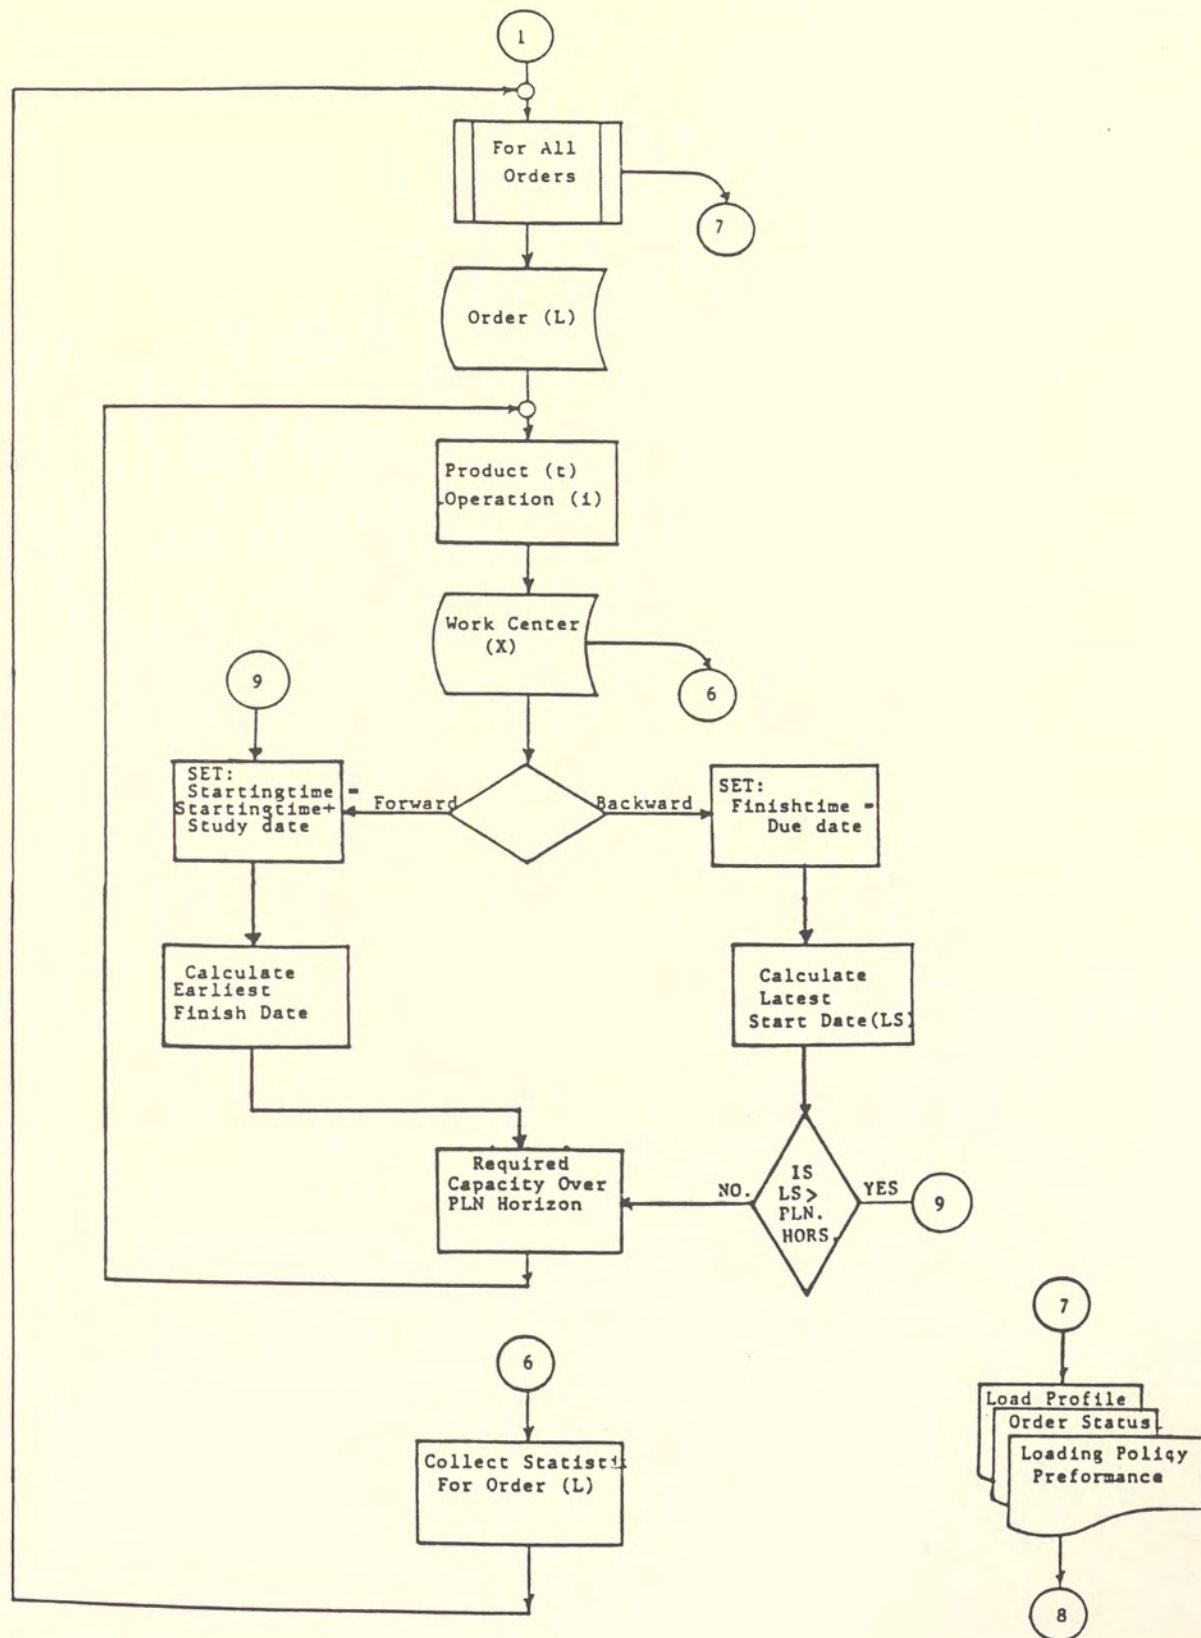 1
For All
Orders
7
Order (L)
Product (t)
Operation (i)
Work Center
(X)
6
9
SET:
Startingtime =
Startingtime+
Study date
Forward
Backward
SET:
Finishtime =
Due date
Calculate
Earliest
Finish Date
Calculate
Latest
Start Date(LS)
Required
Capacity Over
PLN Horizon
NO.
IS
LS>
PLN.
HORS.
YES
9
6
Collect Statisti
For Order (L)
7
Load Profile
Order Status
Loading Policy
Preformance
8